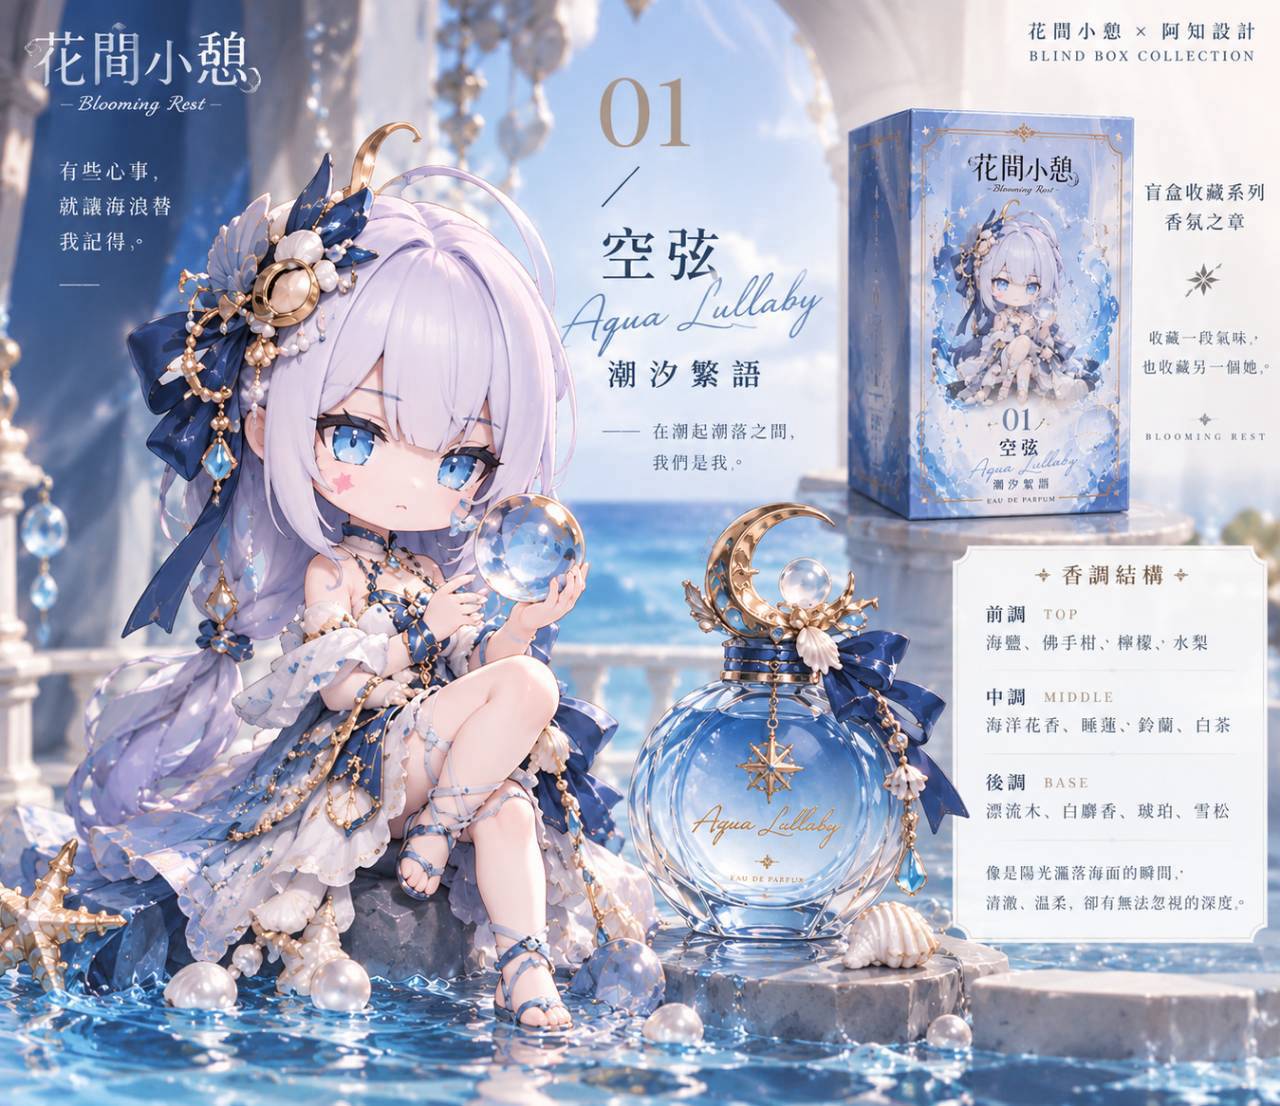 花間小憩
Blooming Rest
有些心事，
就讓海浪替
我記得。
01
空弦
Aqua Lullaby
潮汐繁語
在潮起潮落之間，
我們是我。
花間小憩 × 阿知設計
BLIND BOX COLLECTION
花間小憩
Blooming Rest
01
空弦
Aqua Lullaby
潮汐絮語
EAU DE PARFUM
盲盒收藏系列
香氛之章
收藏一段氣味，
也收藏另一個她。
BLOOMING REST
Aqua Lullaby
EAU DE PARFUM
香調結構
前調 TOP
海鹽、佛手柑、檸檬、水梨
中調 MIDDLE
海洋花香、睡蓮、鈴蘭、白茶
後調 BASE
漂流木、白麝香、琥珀、雪松
像是陽光灑落海面的瞬間，
清澈、溫柔，卻有無法忽視的深度。